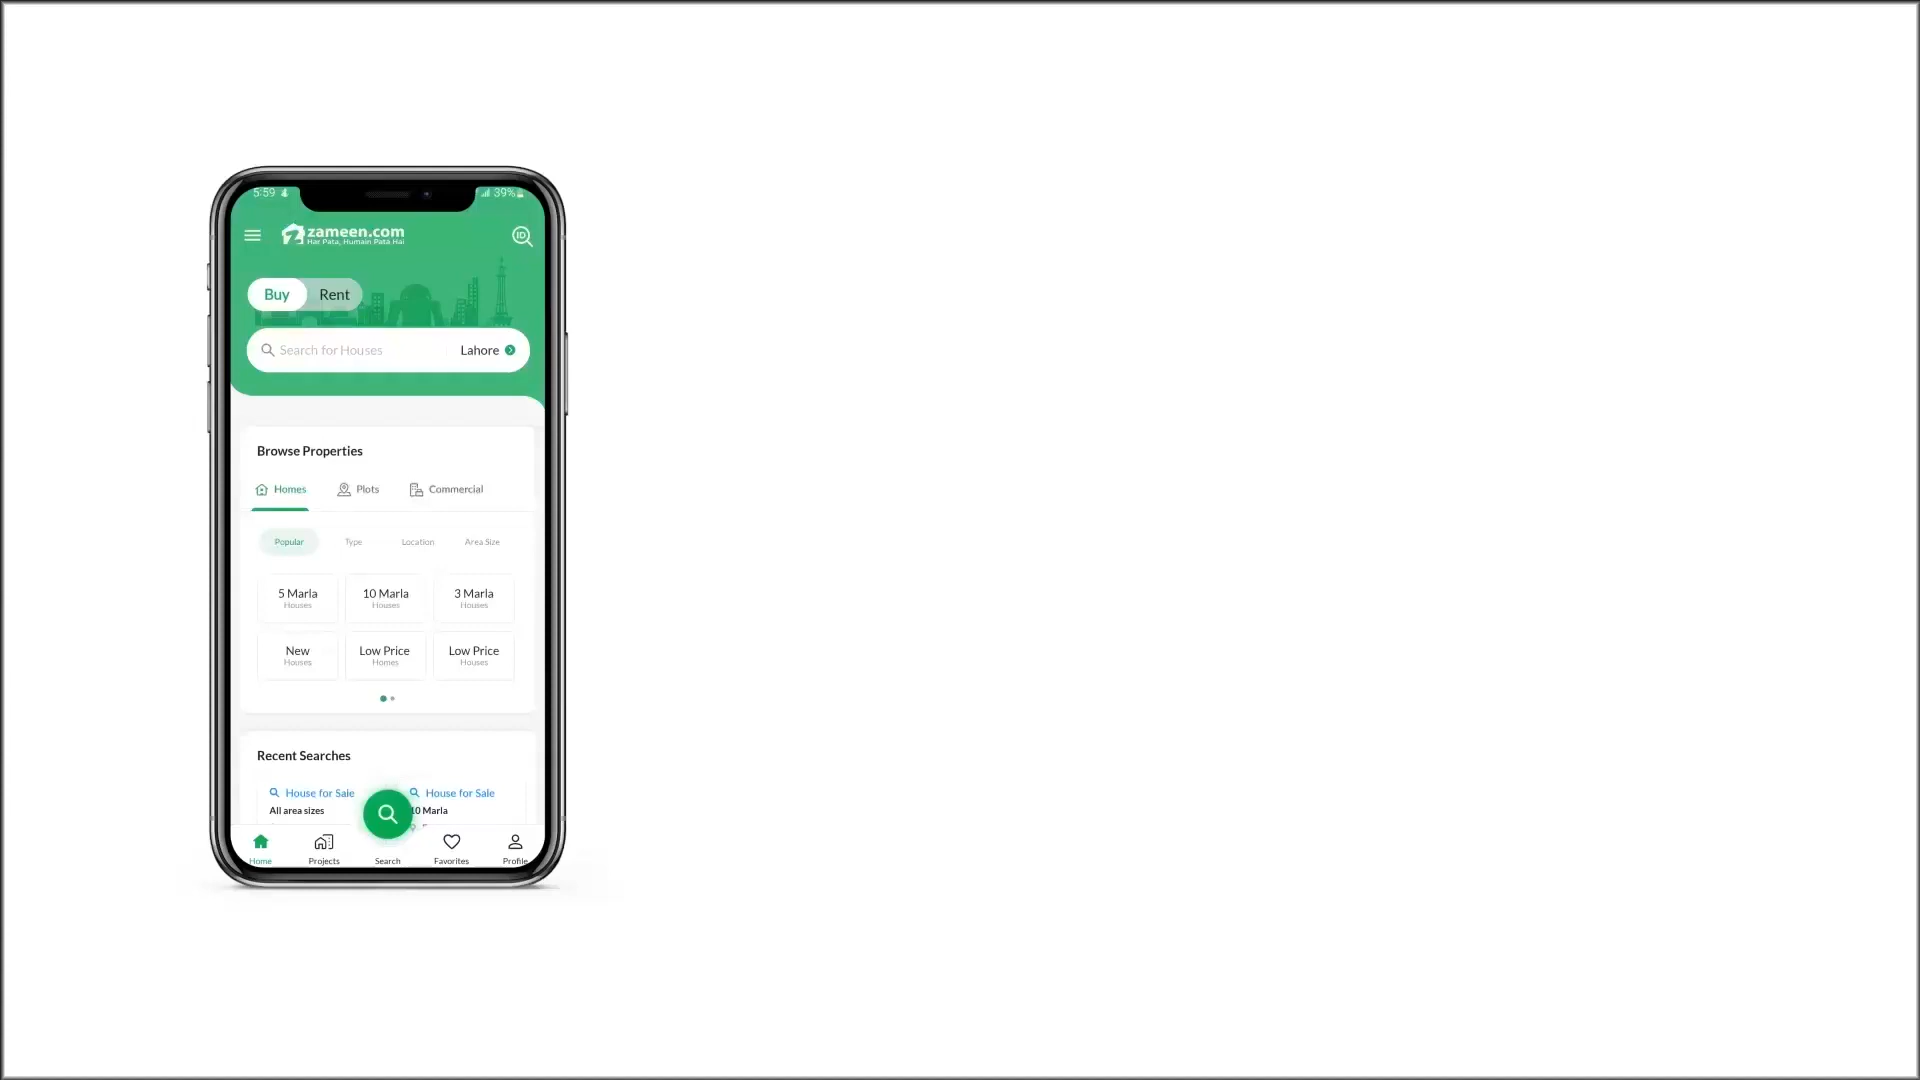 5:59 39%
zameen.com
Har Pata, Humain Pata Hai
ID
Buy Rent
Search for Houses Lahore
Browse Properties
Homes Plots Commercial
Popular Type Location Area Size
5 Marla 10 Marla 3 Marla
Houses Houses Houses
New Low Price Low Price
Houses Homes Houses
Recent Searches
House for Sale House for Sale
All area sizes 10 Marla
Home Projects Search Favorites Profile